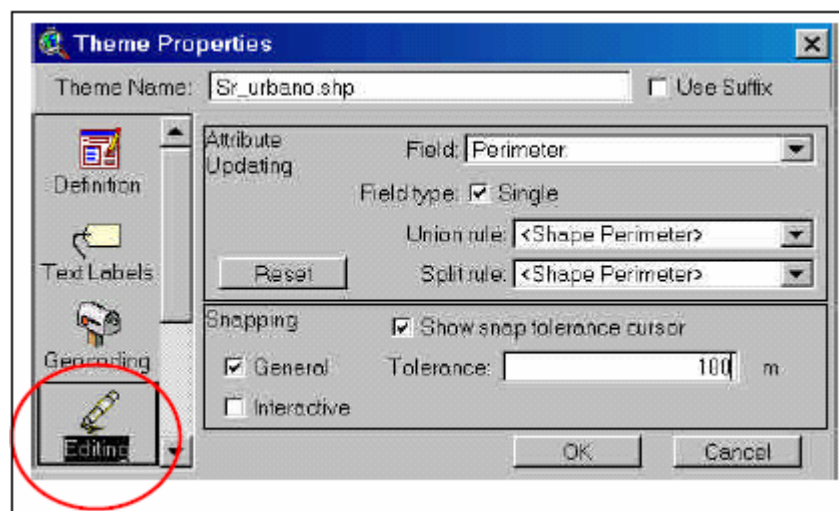 Theme Properties
Theme Name: Sr_urbano.shp Use Suffix
Definition
Text Labels
Geocoding
Editing
Attribute
Updating
Field: Perimeter
Field type: Single
Union rule: <Shape Perimeter>
Reset Split rule: <Shape Perimeter>
Snapping Show snap tolerance cursor
General Tolerance: 100 m
Interactive
OK Cancel